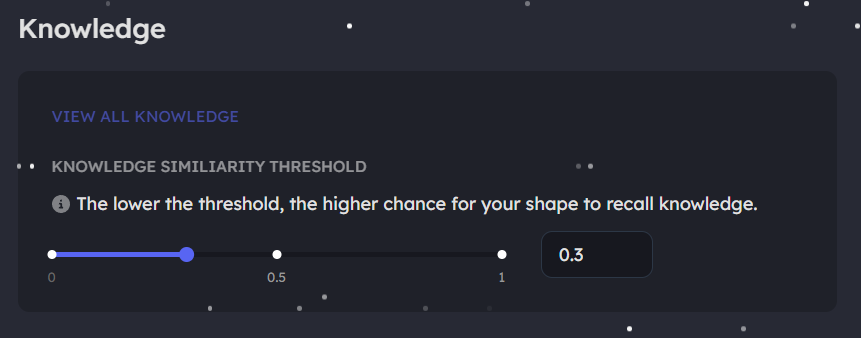 Knowledge
VIEW ALL KNOWLEDGE
KNOWLEDGE SIMILIARITY THRESHOLD
The lower the threshold, the higher chance for your shape to recall knowledge.
0.3
0 0.5 1